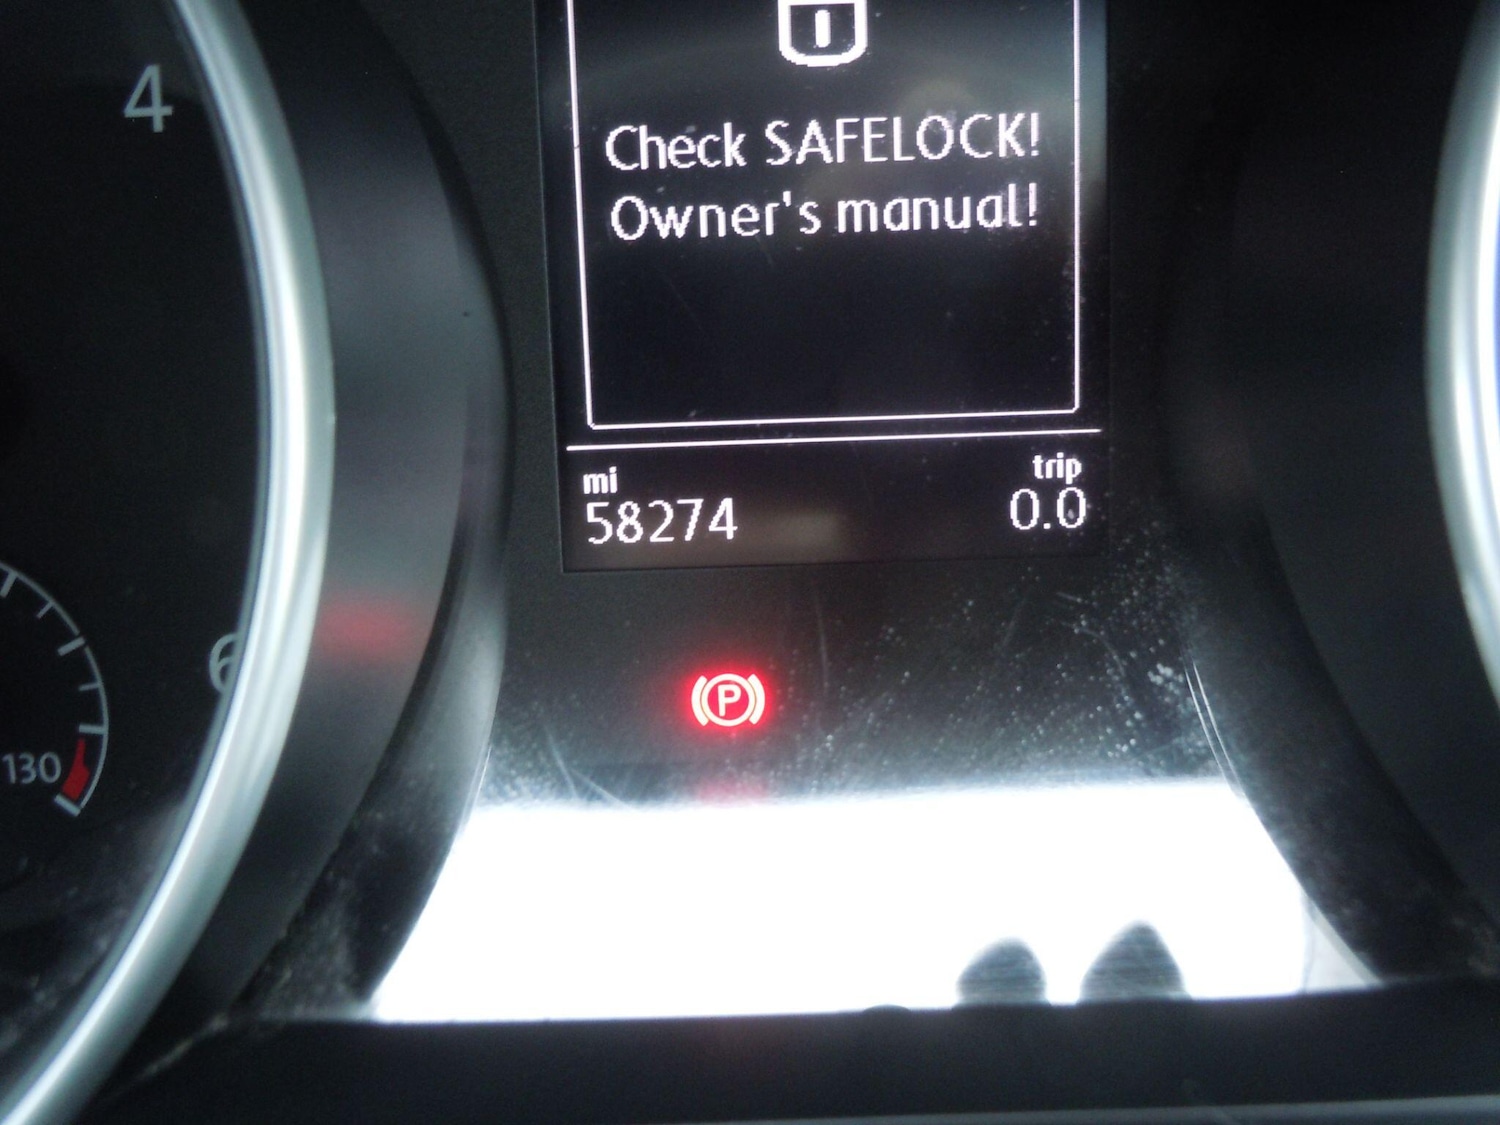 4
Check SAFELOCK!
Owner's manual!
mi
trip
58274
0.0
6
P
130